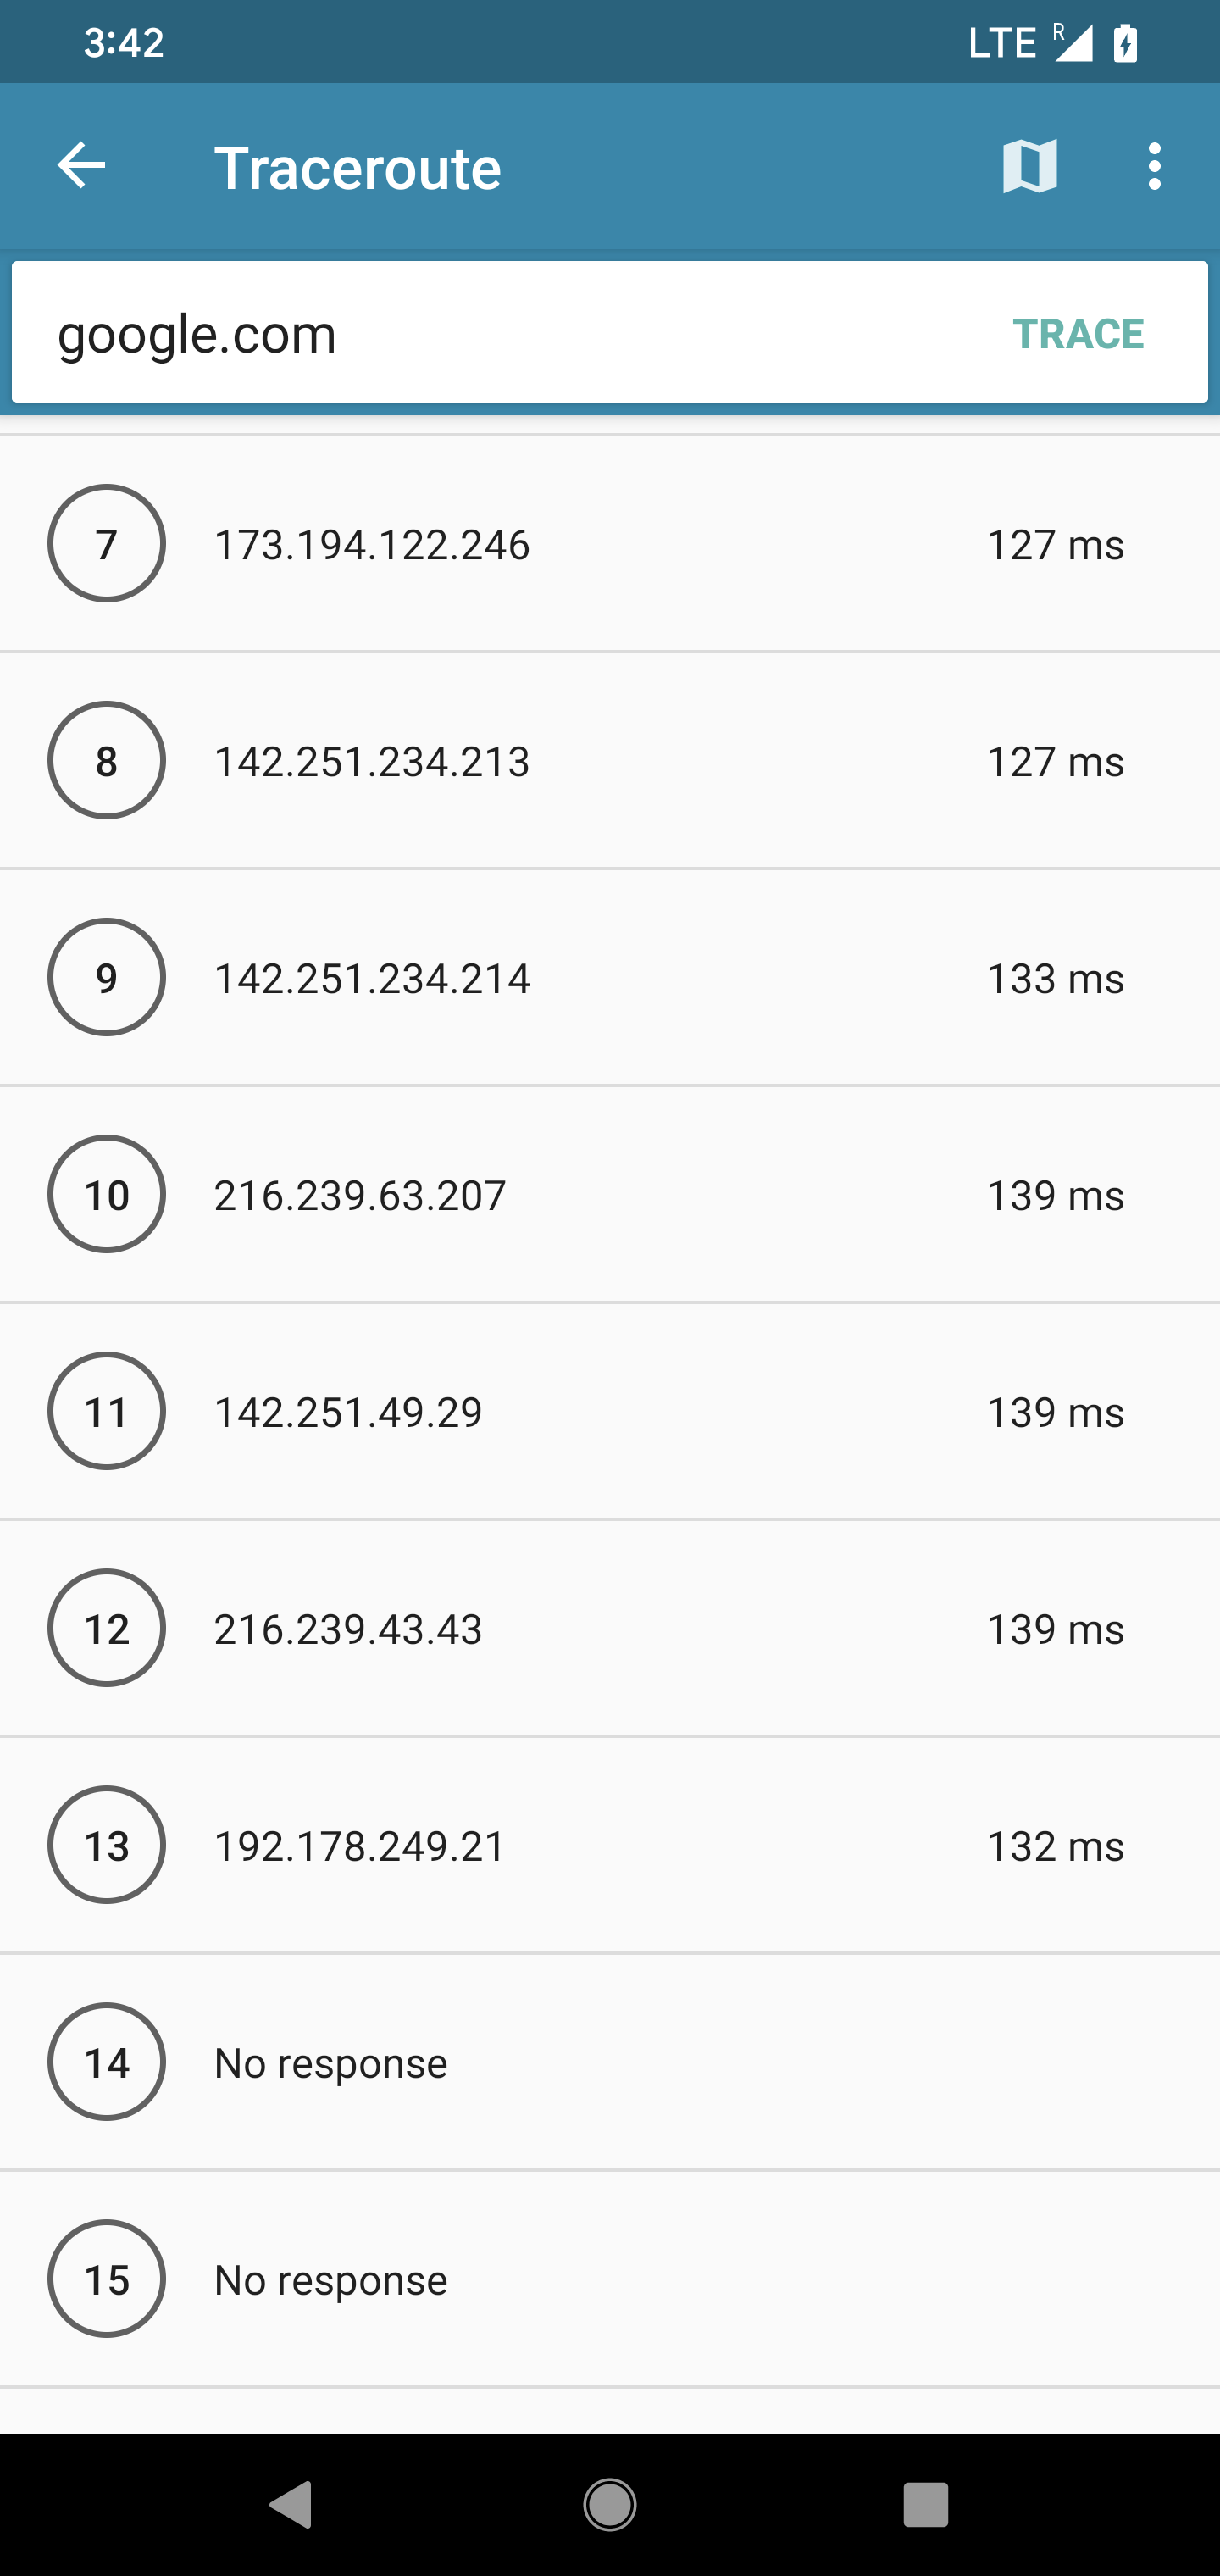 3:42 LTE R
Traceroute
google.com TRACE
7 173.194.122.246 127 ms
8 142.251.234.213 127 ms
9 142.251.234.214 133 ms
10 216.239.63.207 139 ms
11 142.251.49.29 139 ms
12 216.239.43.43 139 ms
13 192.178.249.21 132 ms
14 No response
15 No response